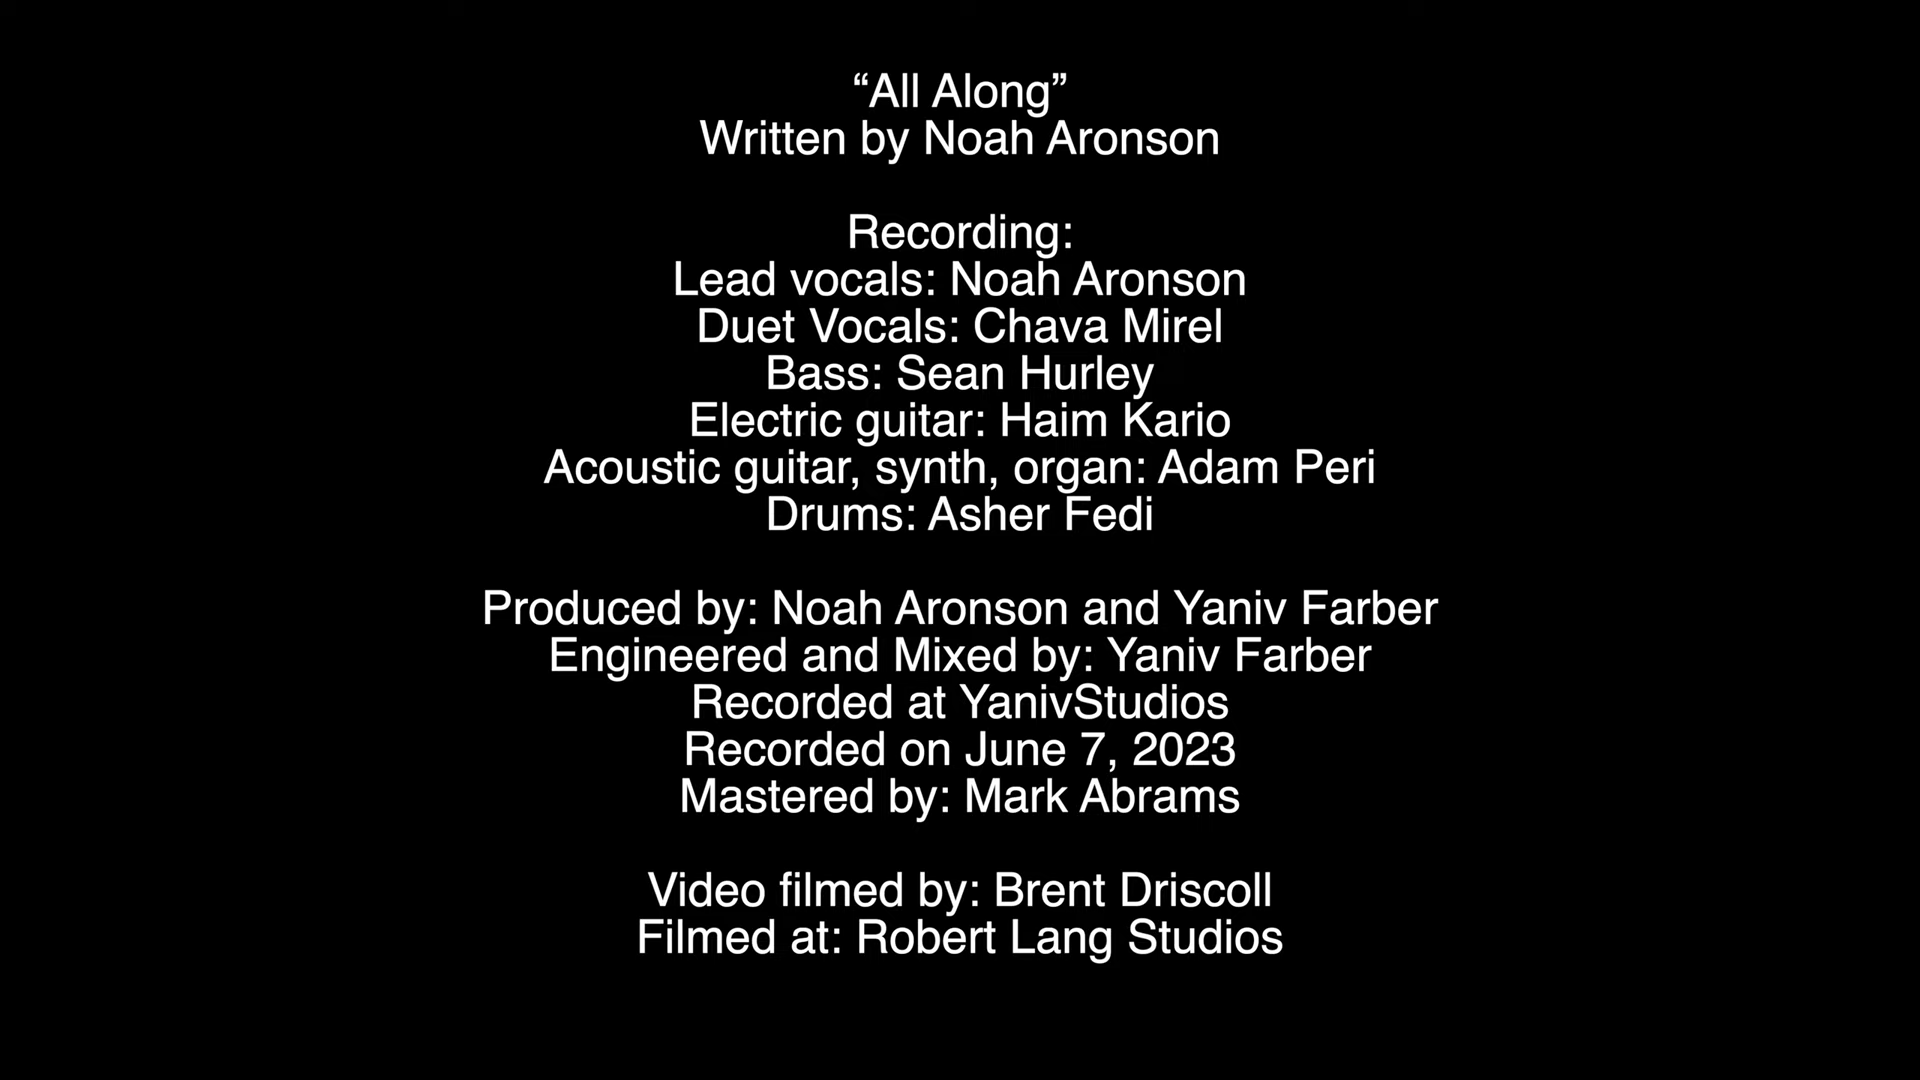 “All Along”
Written by Noah Aronson
Recording:
Lead vocals: Noah Aronson
Duet Vocals: Chava Mirel
Bass: Sean Hurley
Electric guitar: Haim Kario
Acoustic guitar, synth, organ: Adam Peri
Drums: Asher Fedi
Produced by: Noah Aronson and Yaniv Farber
Engineered and Mixed by: Yaniv Farber
Recorded at YanivStudios
Recorded on June 7, 2023
Mastered by: Mark Abrams
Video filmed by: Brent Driscoll
Filmed at: Robert Lang Studios